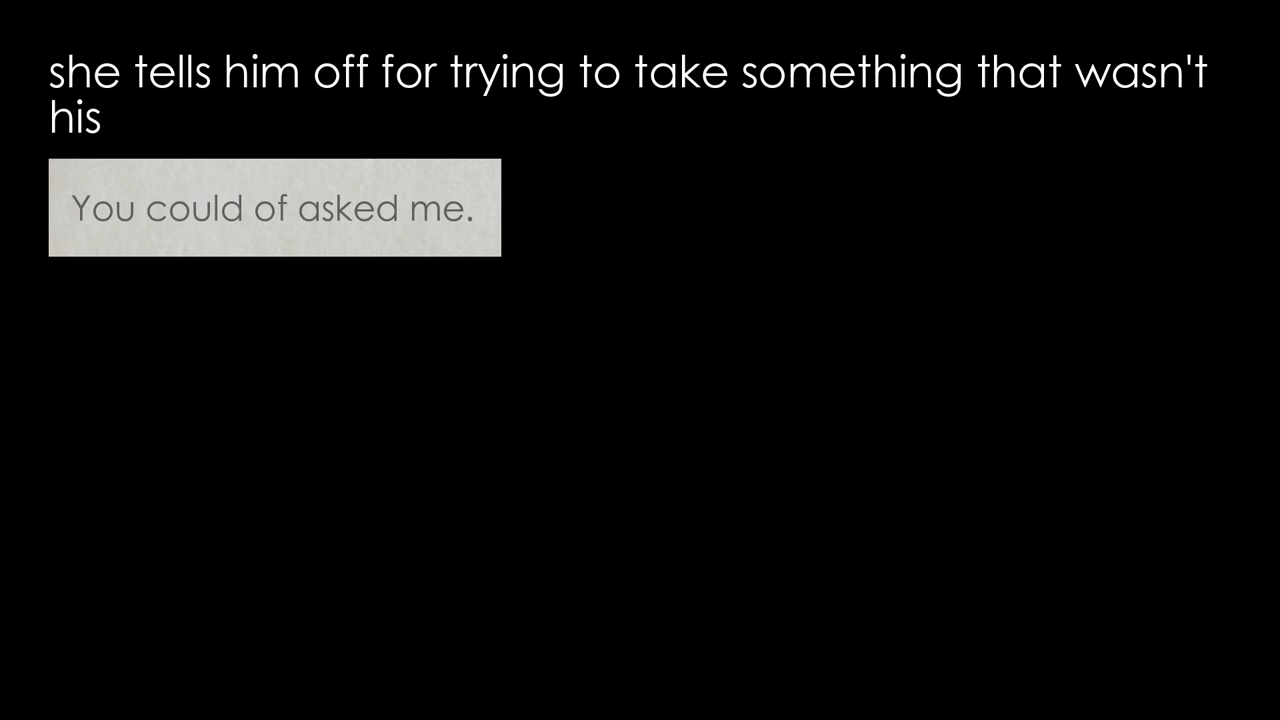 she tells him off for trying to take something that wasn't
his
You could of asked me.